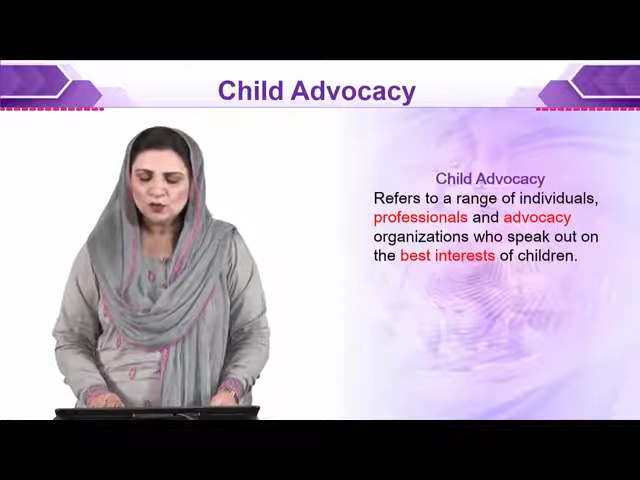 Child Advocacy
Child Advocacy
Refers to a range of individuals,
professionals and advocacy
organizations who speak out on
the best interests of children.